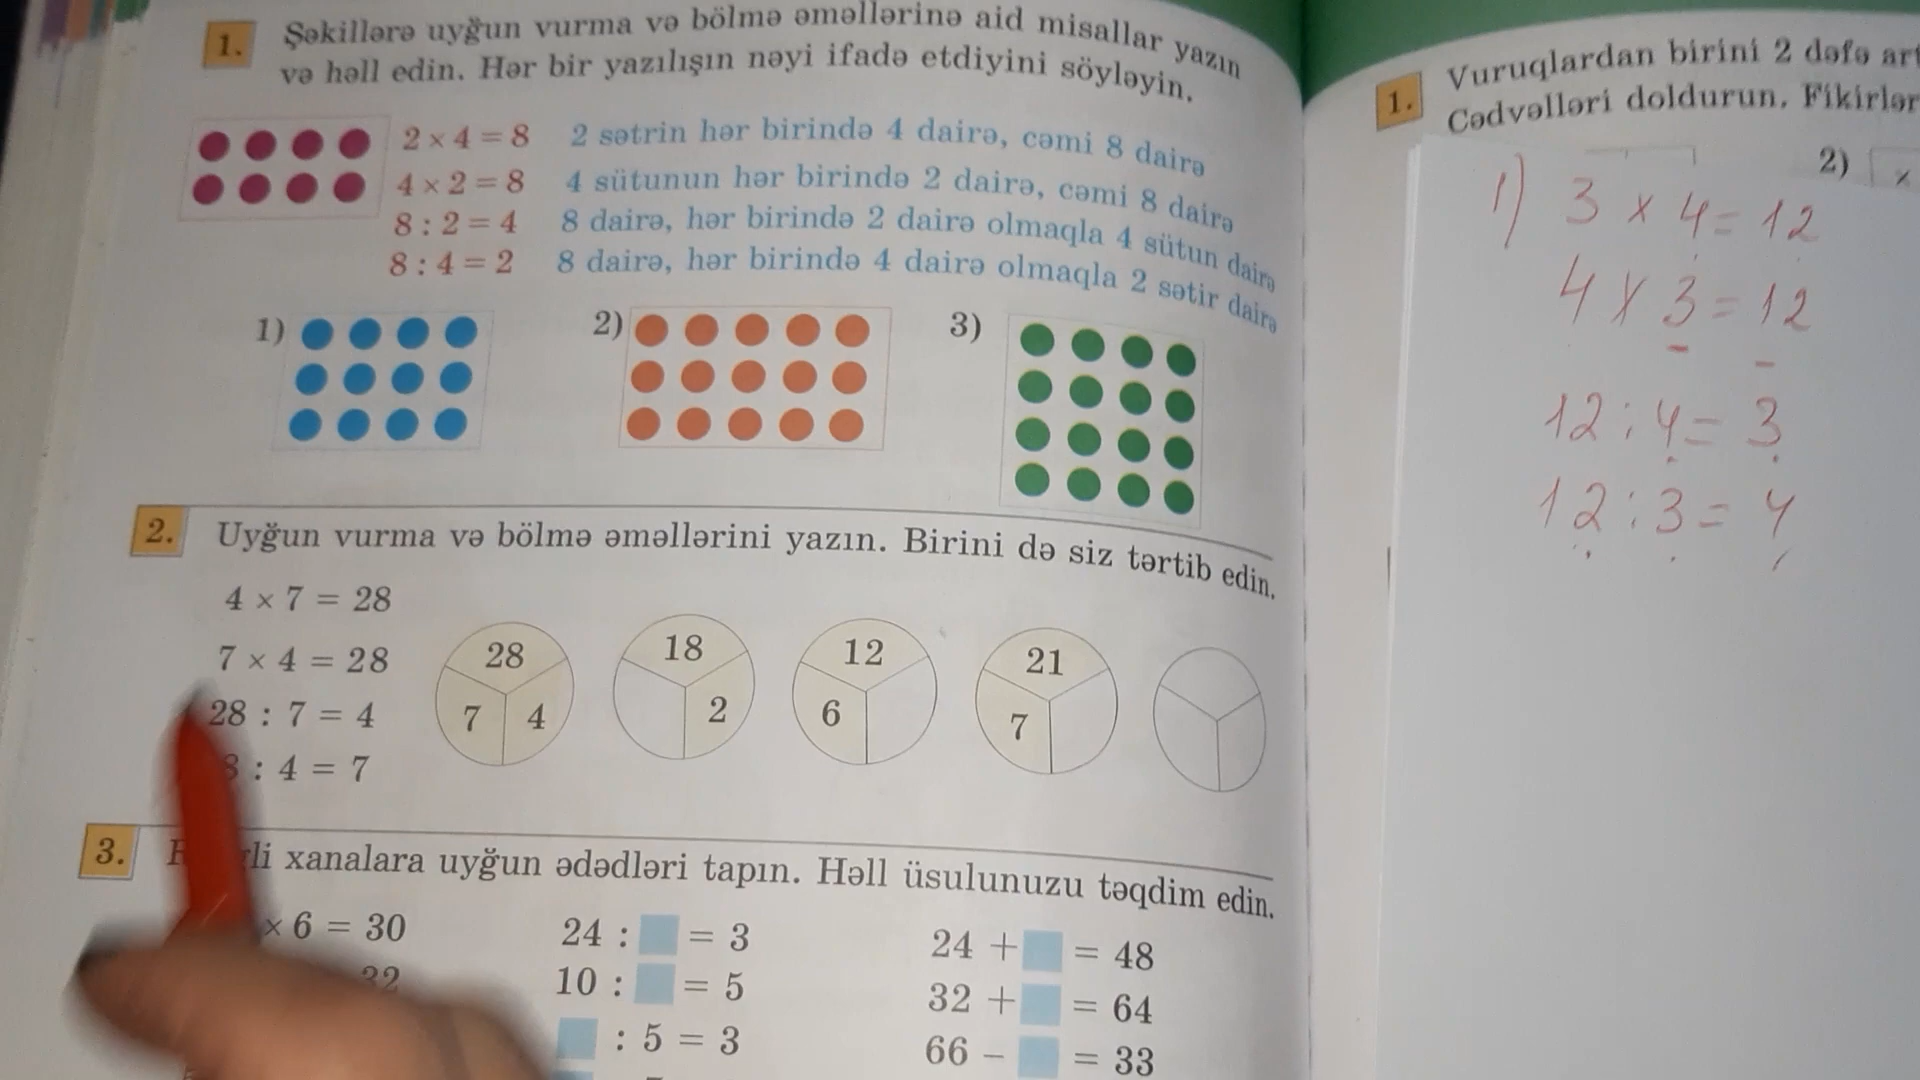 1. Şəkillərə uyğun vurma və bölmə əməllərinə aid misallar yazın
və həll edin. Hər bir yazılışın nəyi ifadə etdiyini söyləyin.
2 × 4 = 8 2 sətrin hər birində 4 dairə, cəmi 8 dairə
4 × 2 = 8 4 sütunun hər birində 2 dairə, cəmi 8 dairə
8 : 2 = 4 8 dairə, hər birində 2 dairə olmaqla 4 sütun dairə
8 : 4 = 2 8 dairə, hər birində 4 dairə olmaqla 2 sətir dairə
1) 2) 3)
2. Uyğun vurma və bölmə əməllərini yazın. Birini də siz tərtib edin.
4 × 7 = 28
7 × 4 = 28
28 : 7 = 4
8 : 4 = 7
28 18 12 21
7 4 2 6 7
3. xanalara uyğun ədədləri tapın. Həll üsulunuzu təqdim edin.
× 6 = 30 24 : = 3 24 + = 48
32 10 : = 5 32 + = 64
: 5 = 3 66 – = 33
1. Vuruqlardan birini 2 dəfə
Cədvəlləri doldurun.
2) ×
1) 3 × 4 = 12
4 × 3 = 12
12 : 4 = 3
12 : 3 = 4